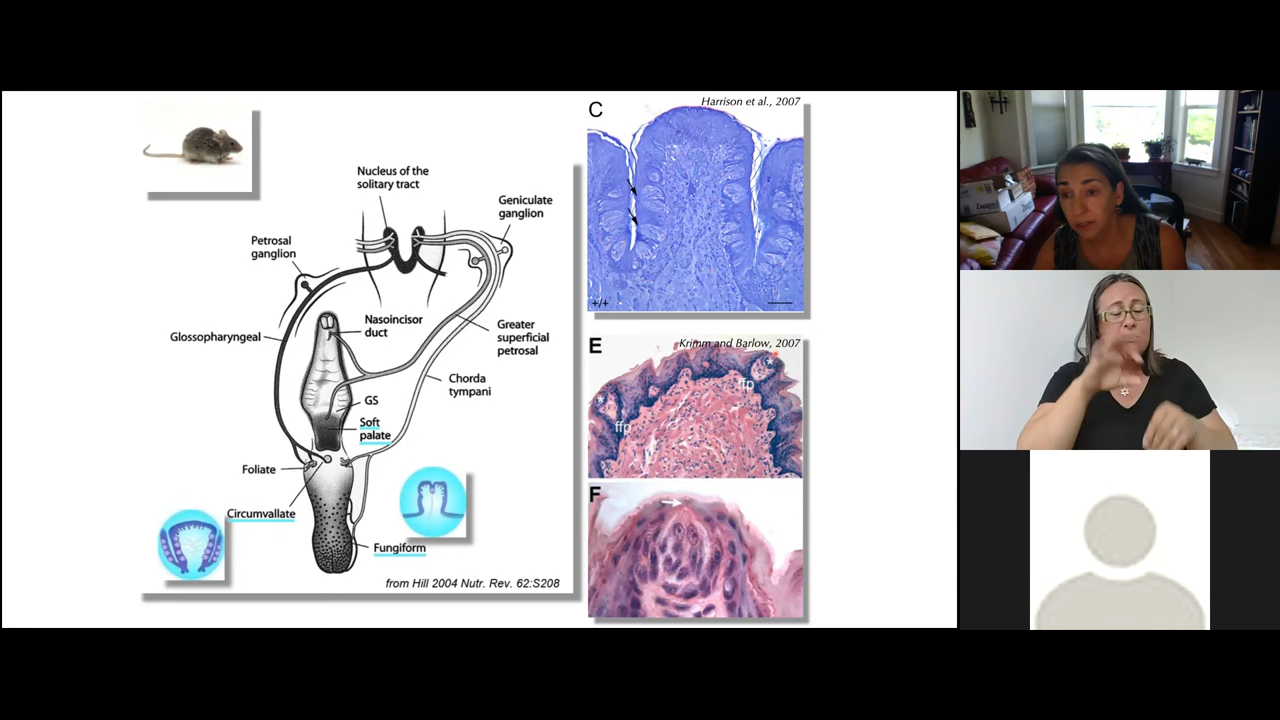 Nucleus of the
solitary tract
Geniculate
ganglion
Petrosal
ganglion
Glossopharyngeal
Nasoincisor
duct
Greater
superficial
petrosal
Chorda
tympani
GS
Soft
palate
Foliate
Circumvallate
Fungiform
from Hill 2004 Nutr. Rev. 62:S208
C
Harrison et al., 2007
+/+
E
Krimm and Barlow, 2007
ffp
ffp
F